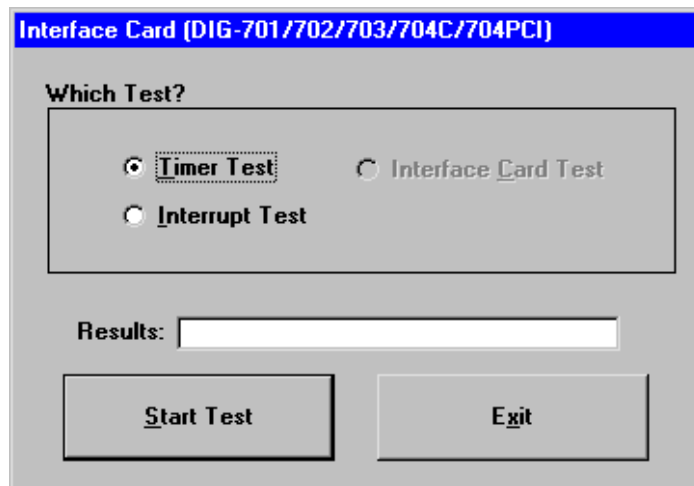 Interface Card (DIG-701/702/703/704C/704PCI)
Which Test?
Timer Test Interface Card Test
Interrupt Test
Results:
Start Test Exit